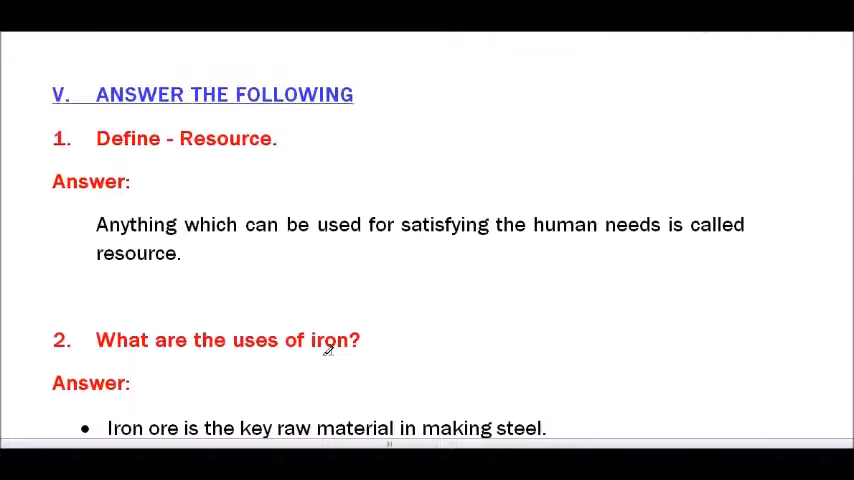 V. ANSWER THE FOLLOWING
1. Define - Resource.
Answer:
Anything which can be used for satisfying the human needs is called
resource.
2. What are the uses of iron?
Answer:
• Iron ore is the key raw material in making steel.